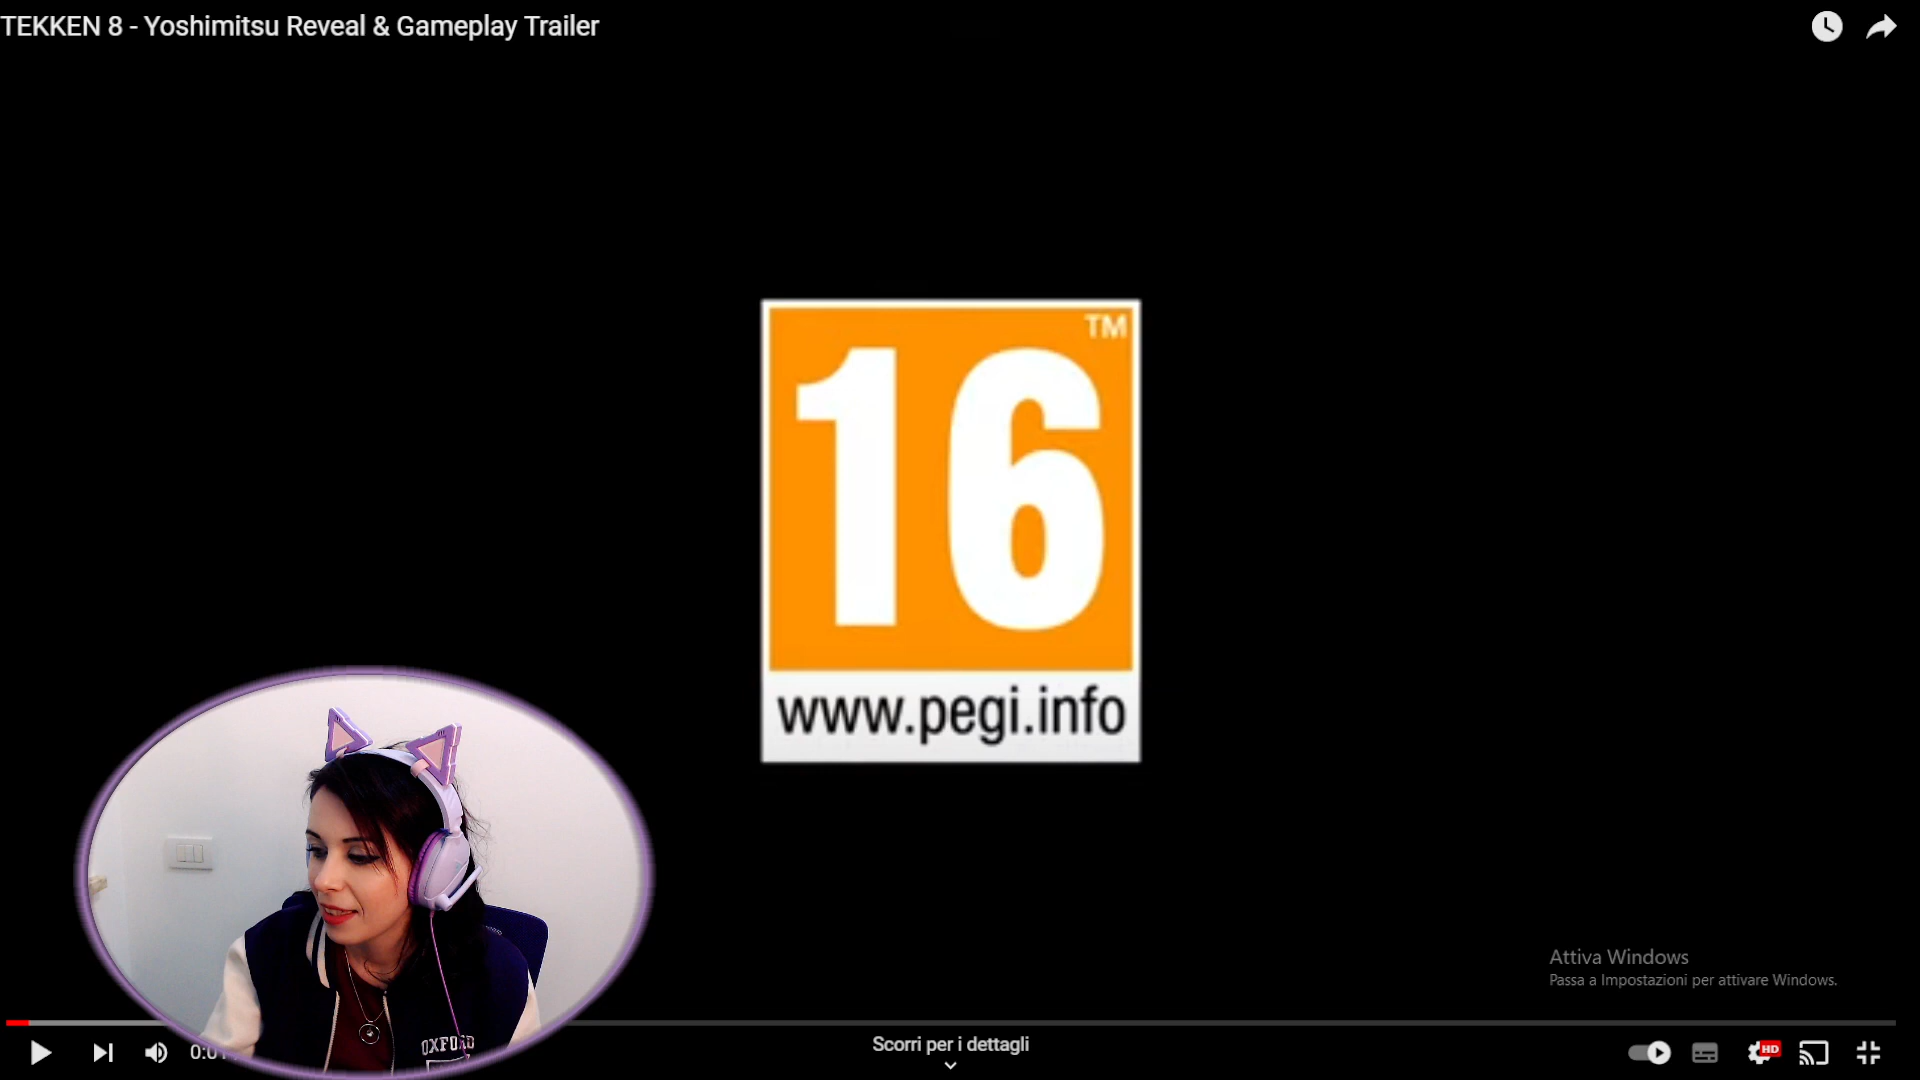 TEKKEN 8 - Yoshimitsu Reveal & Gameplay Trailer
TM
16
www.pegi.info
OXFORD
Attiva Windows
Passa a Impostazioni per attivare Windows.
Scorri per i dettagli
HD